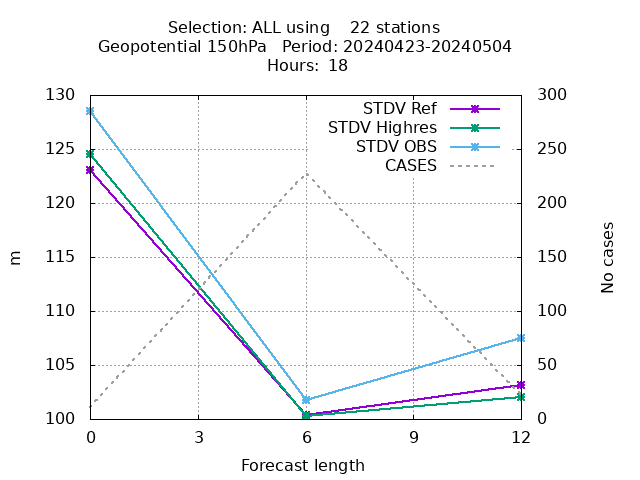 Selection: ALL using    22 stations
Geopotential 150hPa   Period: 20240423-20240504
Hours: 18
130
300
STDV Ref
STDV Highres
125
250
STDV OBS
CASES
120
200
115
150
m
No cases
110
100
105
50
100
0
0
3
6
9
12
Forecast length